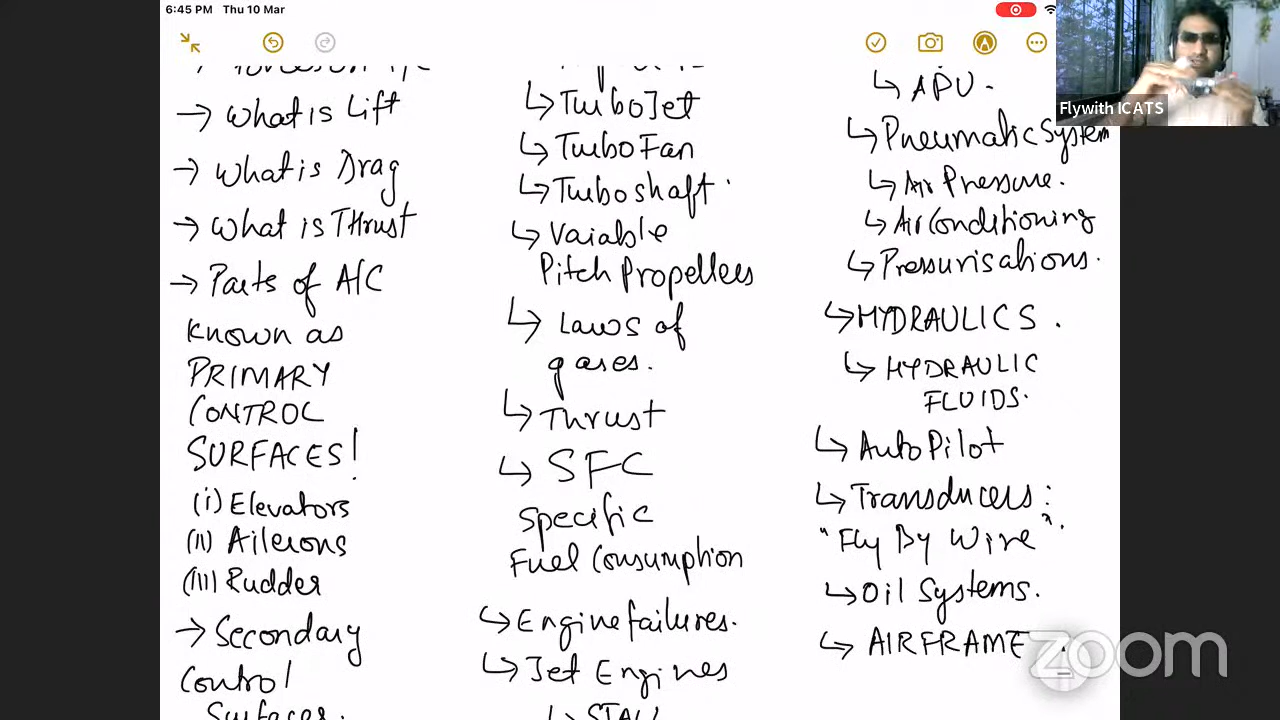 6:45 PM Thu 10 Mar
Flywith ICATS
→ What is Lift
→ What is Drag
→ What is THrust
→ Parts of A/C
known as
PRIMARY
CONTROL
SURFACES!
(i) Elevators
(ii) Ailerons
(iii) Rudder
→ Secondary
Control
Surfaces.
↳ TurboJet
↳ TurboFan
↳ Turboshaft
↳ Vaiable
Pitch Propellers
↳ Laws of
gases.
↳ Thrust
↳ SFC
Specific
Fuel Consumption
↳ Engine failures.
↳ Jet Engines
↳ STALL
↳ APU.
↳ Pneumatic System
↳ Air Pressure.
↳ Air Conditioning
↳ Pressurisations.
↳ HYDRAULICS.
↳ HYDRAULIC
FLUIDS.
↳ AutoPilot
↳ Transducers:
"Fly By Wire".
↳ Oil Systems.
↳ AIRFRAME.
zoom